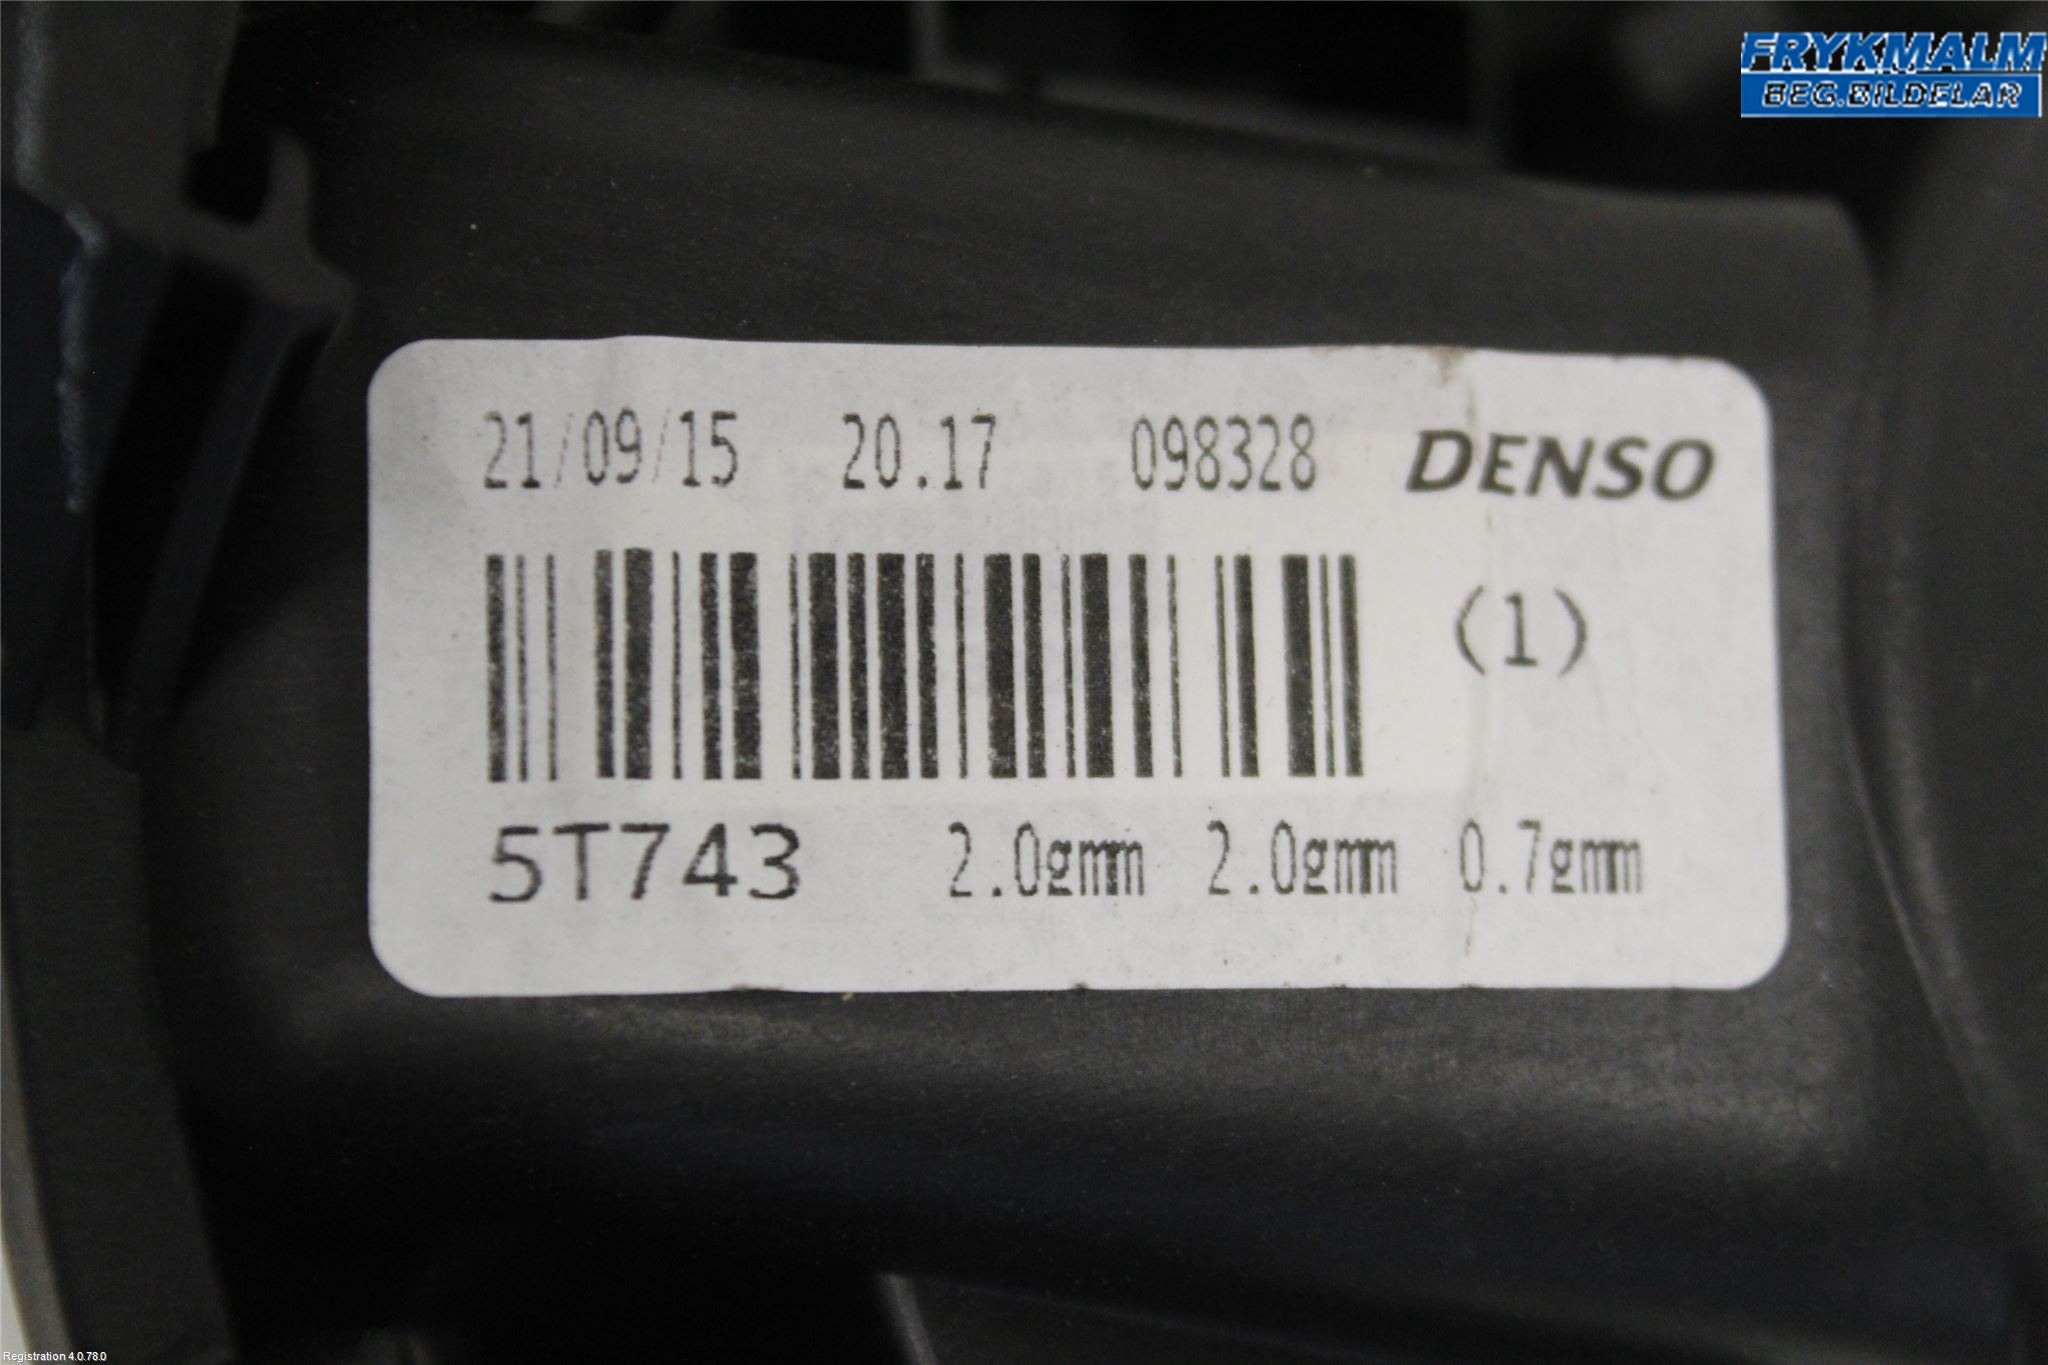 FRYKMALM
BEG.BILDELAR
21/09/15 20.17 098328 DENSO
(1)
5T743 2.0gmm 2.0gmm 0.7gmm
Registration 4.0.78.0